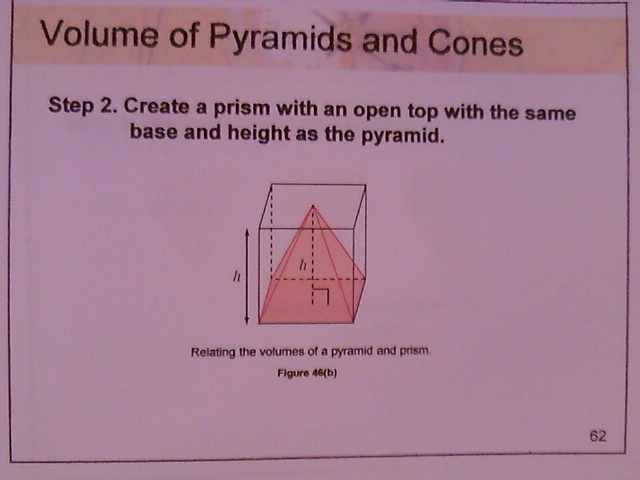 Volume of Pyramids and Cones
Step 2. Create a prism with an open top with the same
base and height as the pyramid.
h
h
Relating the volumes of a pyramid and prism.
Figure 46(b)
62